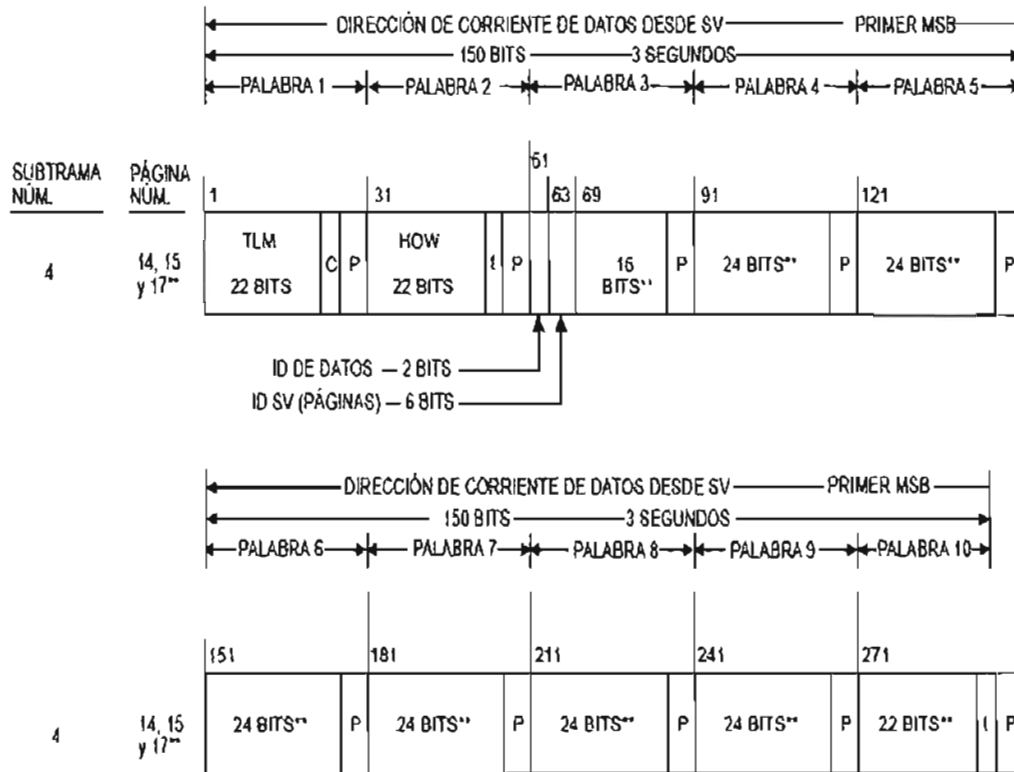 DIRECCIÓN DE CORRIENTE DE DATOS DESDE SV PRIMER MSB
150 BITS 3 SEGUNDOS
PALABRA 1 PALABRA 2 PALABRA 3 PALABRA 4 PALABRA 5
SUBTRAMA NÚM. PÁGINA NÚM.
1 31 61 63 69 91 121
4 14, 15 y 17** TLM 22 BITS C P HOW 22 BITS t P 16 BITS** P 24 BITS** P 24 BITS** P
ID DE DATOS — 2 BITS
ID SV (PÁGINAS) — 6 BITS
DIRECCIÓN DE CORRIENTE DE DATOS DESDE SV PRIMER MSB
150 BITS 3 SEGUNDOS
PALABRA 6 PALABRA 7 PALABRA 8 PALABRA 9 PALABRA 10
151 181 211 241 271
4 14, 15 y 17** 24 BITS** P 24 BITS** P 24 BITS** P 24 BITS** P 22 BITS** t P